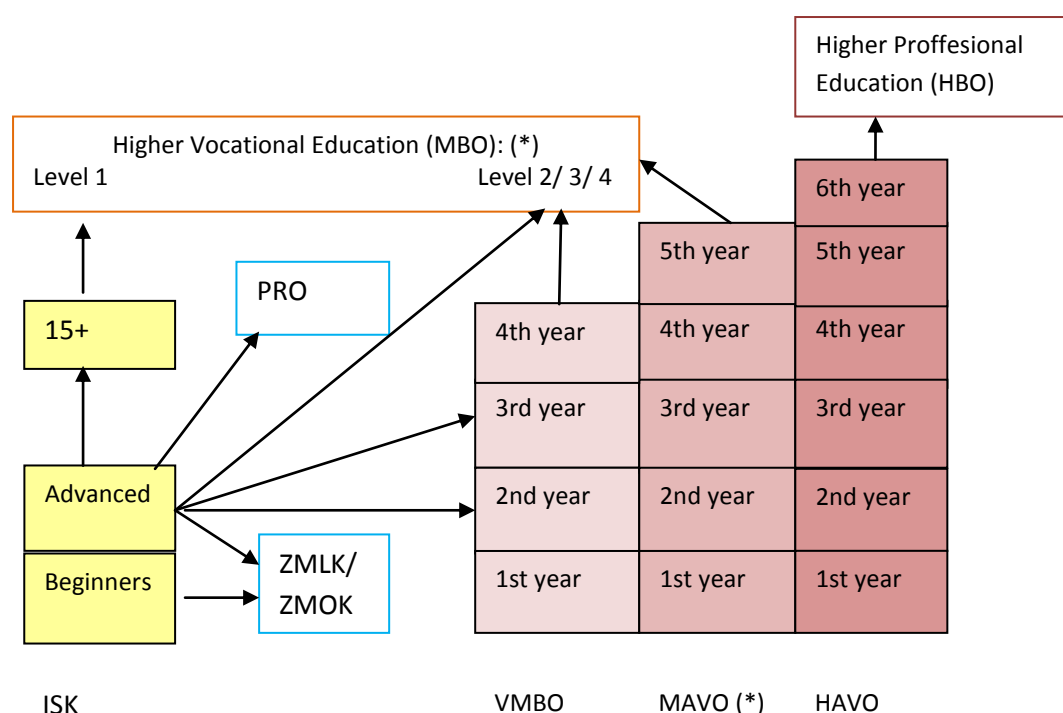 Higher Proffesional
Education (HBO)
Higher Vocational Education (MBO): (*)
Level 1 Level 2/ 3/ 4
15+
Advanced
Beginners
ISK
PRO
ZMLK/
ZMOK
4th year
3rd year
2nd year
1st year
VMBO
5th year
4th year
3rd year
2nd year
1st year
MAVO (*)
6th year
5th year
4th year
3rd year
2nd year
1st year
HAVO